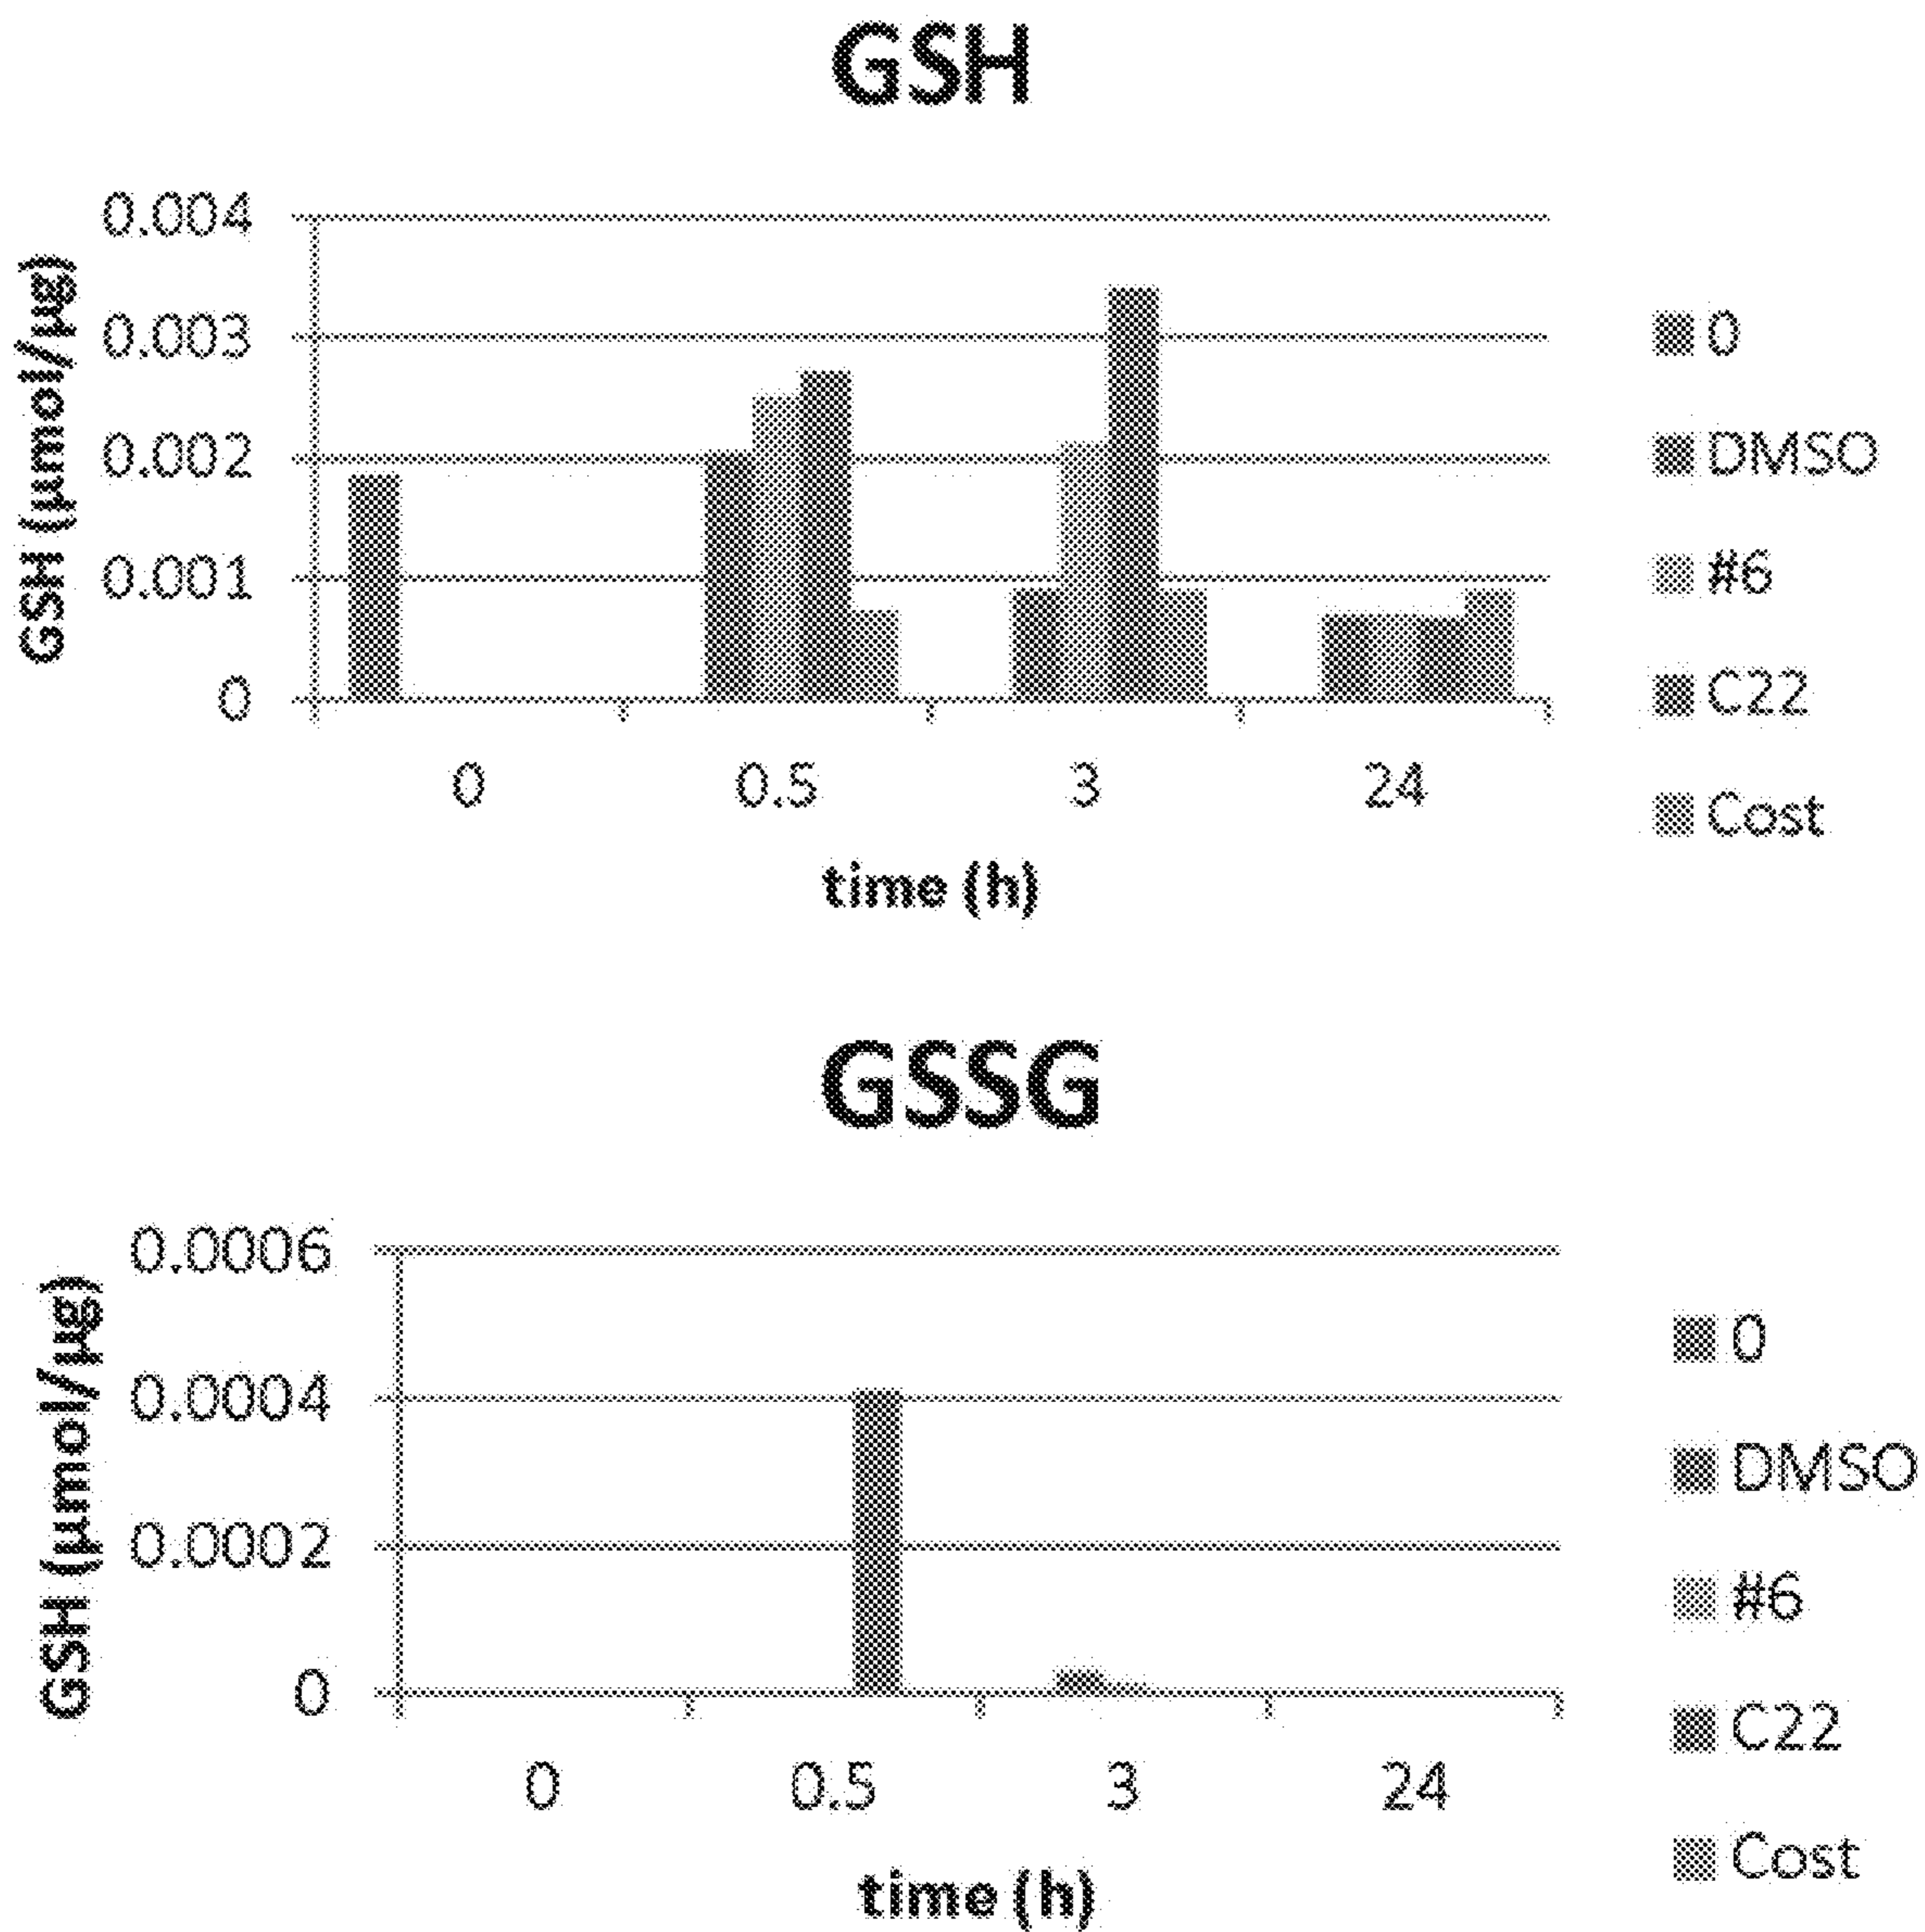 GSH
GSH (µmol/µg)
0.004
0.003
0.002
0.001
0
0 0.5 3 24
time (h)
0
DMSO
#6
C22
Cost
GSSG
GSH (µmol/µg)
0.0006
0.0004
0.0002
0
0 0.5 3 24
time (h)
0
DMSO
#6
C22
Cost